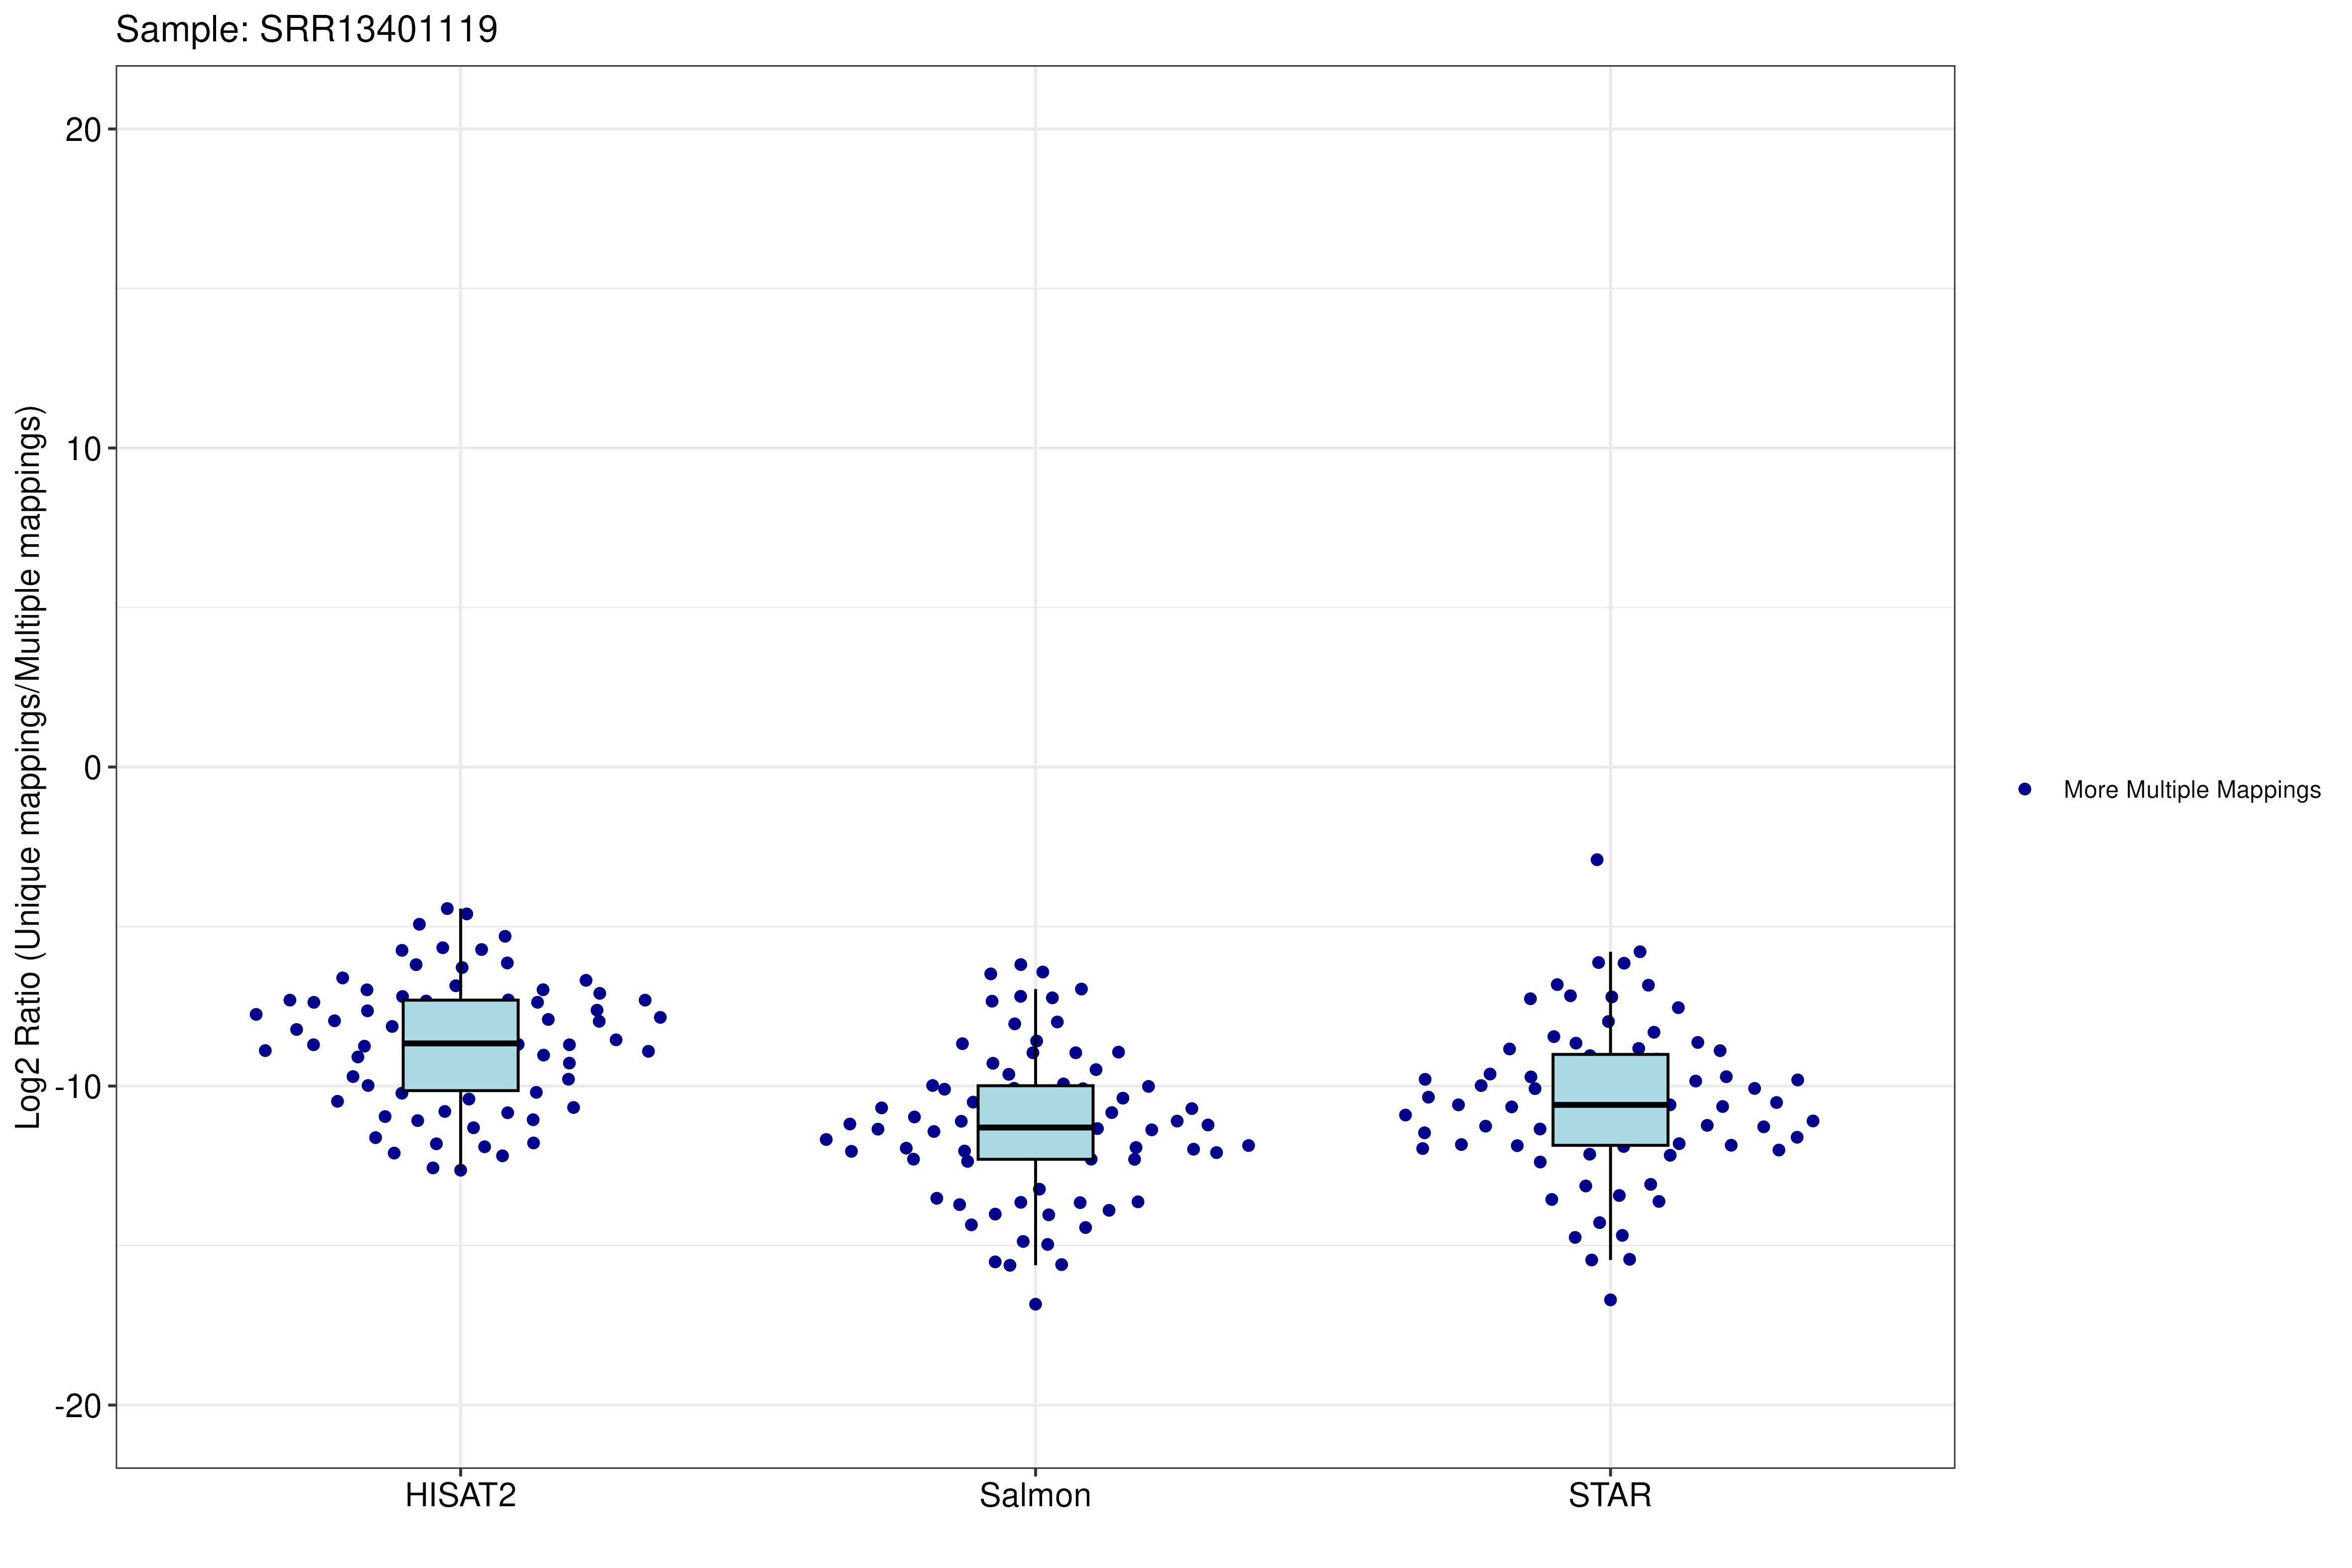 Sample: SRR13401119
Log2 Ratio (Unique mappings/Multiple mappings)
20
10
0
-10
-20
HISAT2
Salmon
STAR
More Multiple Mappings